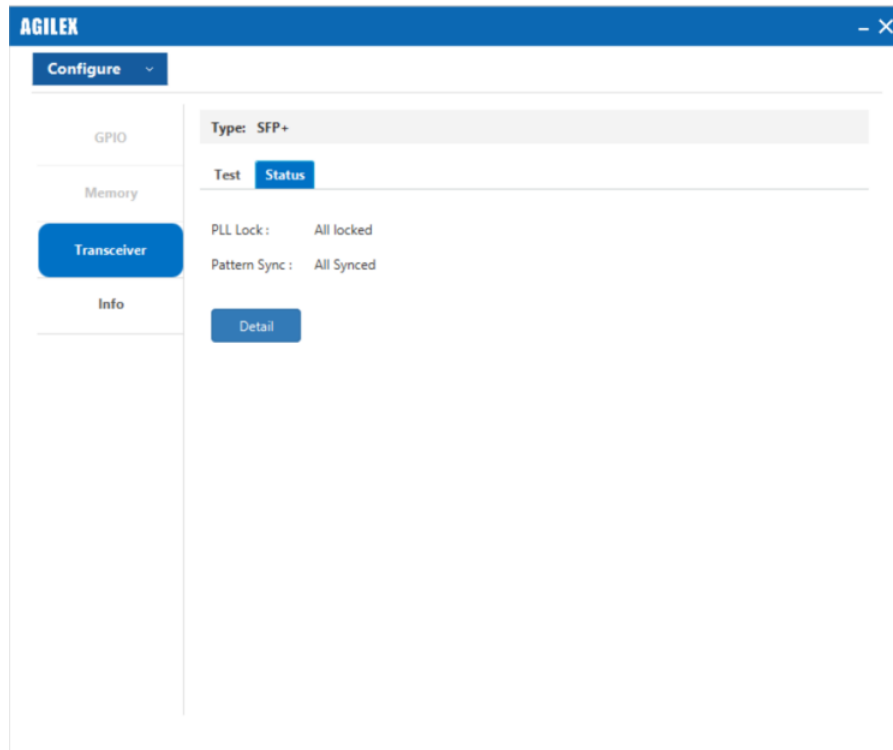 AGILEX
Configure
GPIO
Memory
Transceiver
Info
Type: SFP+
Test Status
PLL Lock : All locked
Pattern Sync : All Synced
Detail